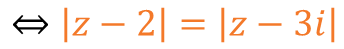 ⇔ |z − 2| = |z − 3i|